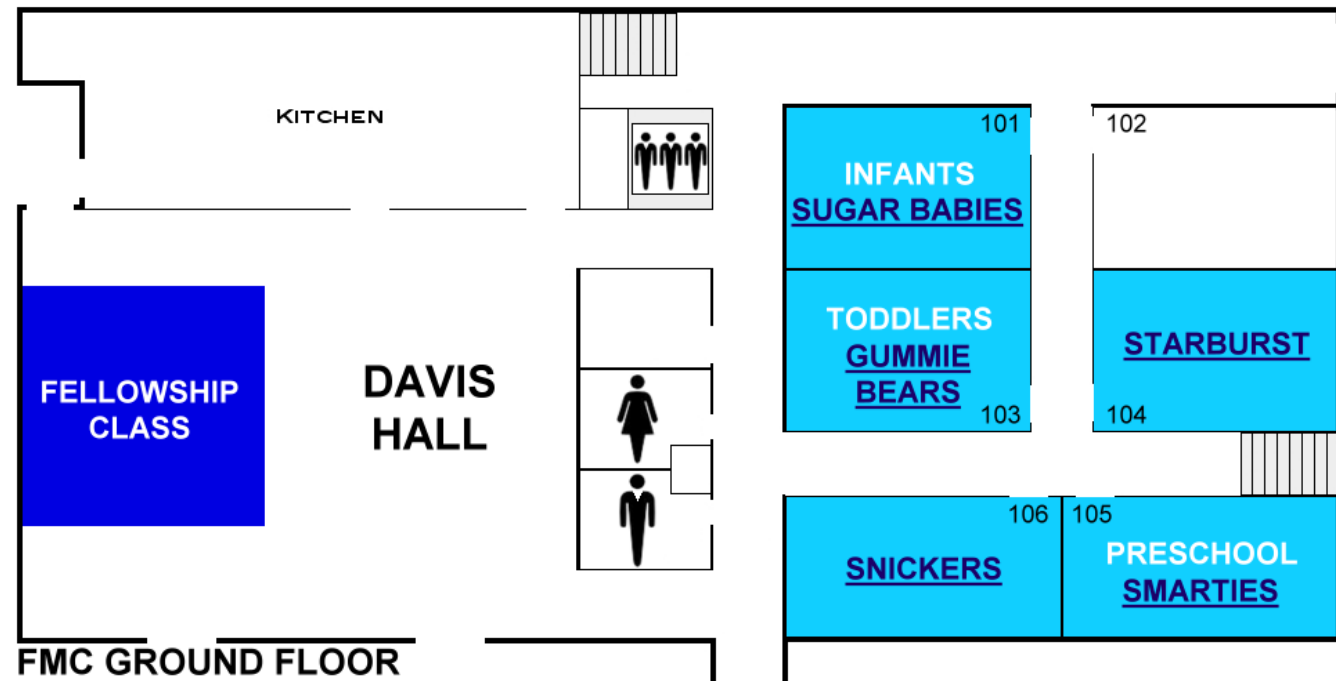 KITCHEN
101
102
INFANTS
SUGAR BABIES
TODDLERS
GUMMIE
BEARS
103
STARBURST
104
FELLOWSHIP
CLASS
DAVIS
HALL
106
105
SNICKERS
PRESCHOOL
SMARTIES
FMC GROUND FLOOR